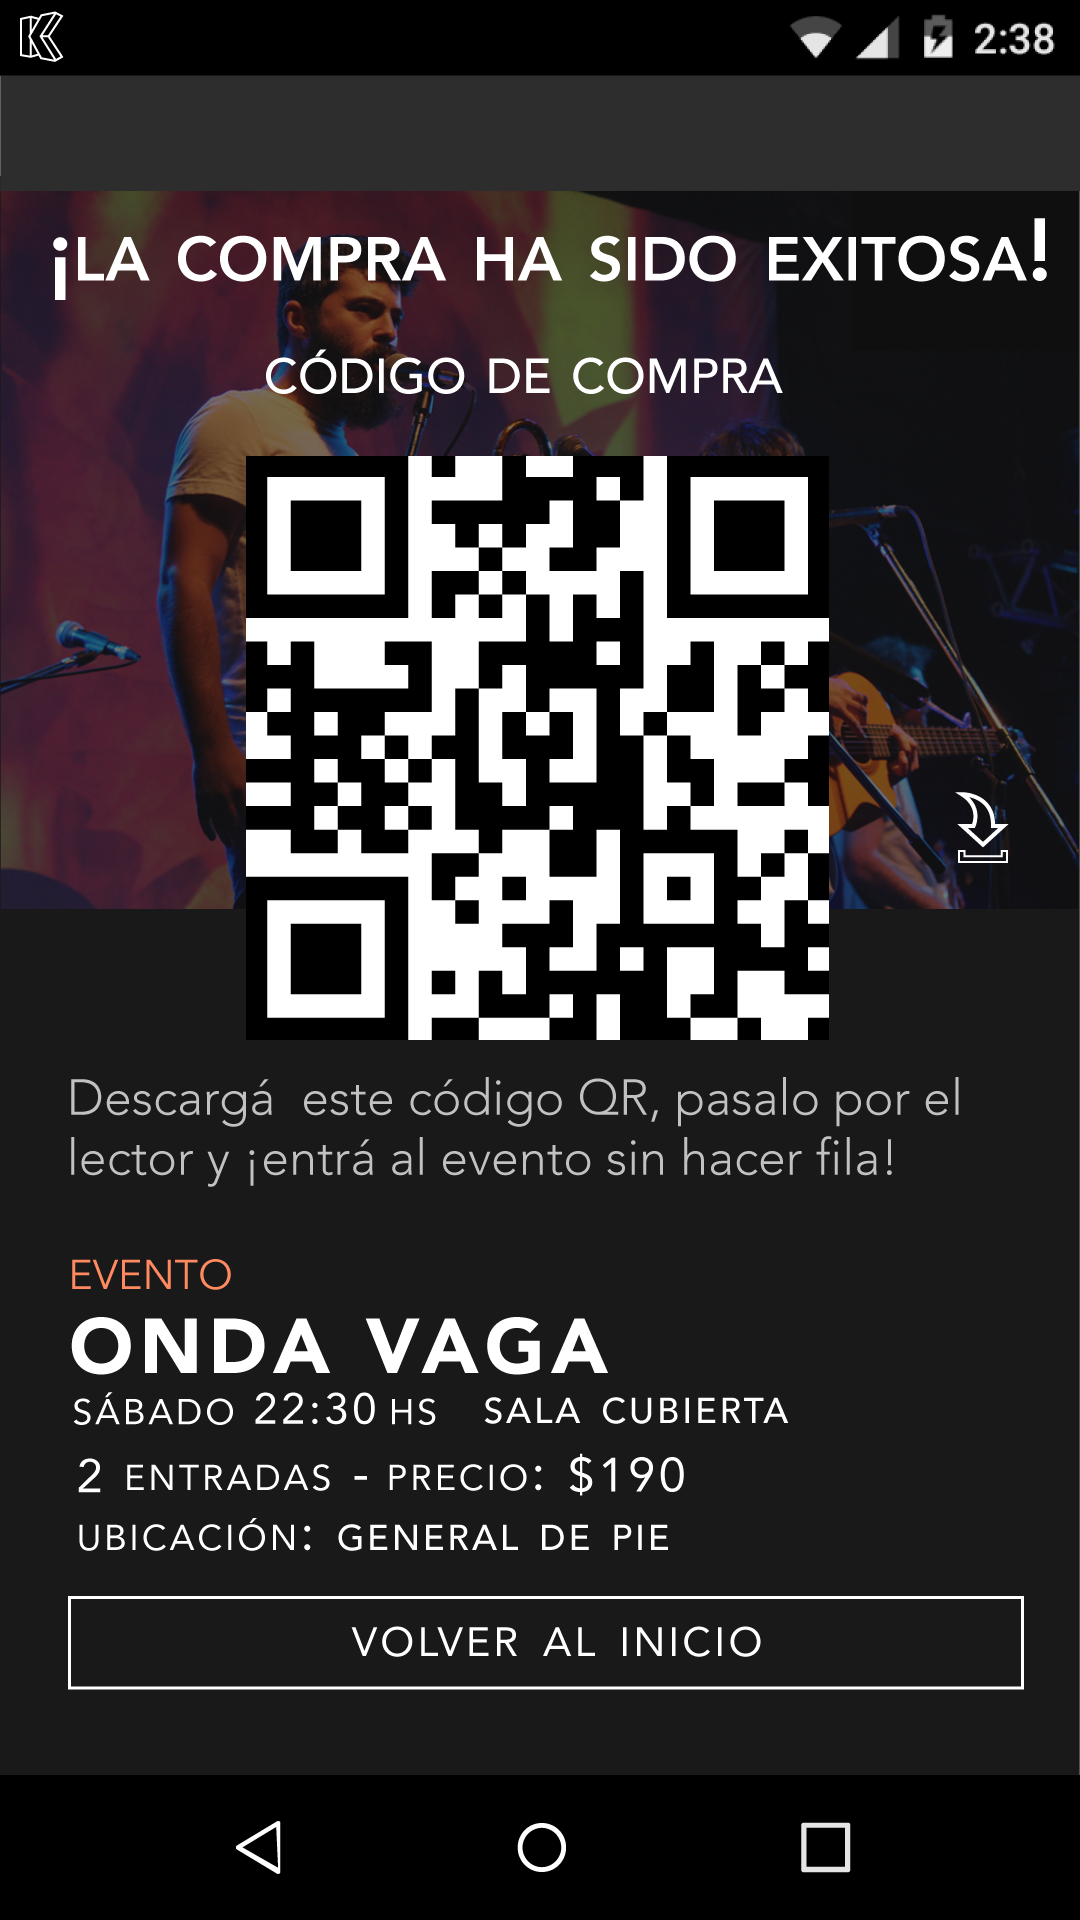 2:38
¡LA COMPRA HA SIDO EXITOSA!
CÓDIGO DE COMPRA
Descargá este código QR, pasalo por el
lector y ¡entrá al evento sin hacer fila!
EVENTO
ONDA VAGA
SÁBADO 22:30 HS SALA CUBIERTA
2 ENTRADAS - PRECIO: $190
UBICACIÓN: GENERAL DE PIE
VOLVER AL INICIO